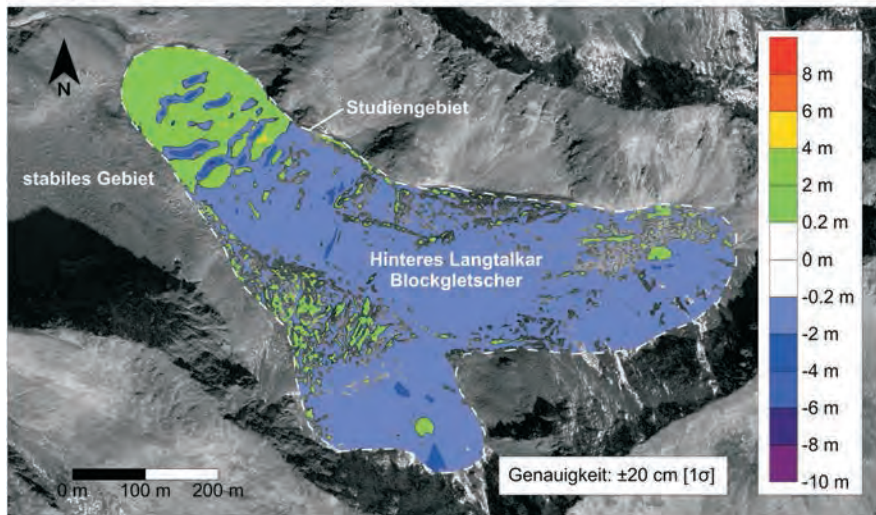 N
Studiengebiet
stabiles Gebiet
Hinteres Langtalkar
Blockgletscher
0 m 100 m 200 m
Genauigkeit: ±20 cm [1σ]
8 m
6 m
4 m
2 m
0.2 m
0 m
-0.2 m
-2 m
-4 m
-6 m
-8 m
-10 m